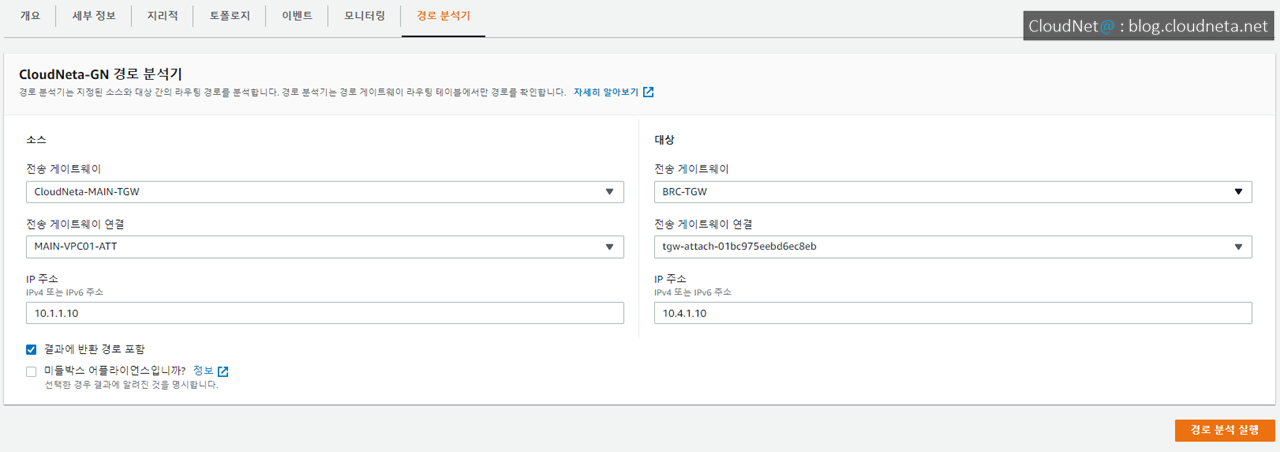 개요 세부 정보 지리적 토폴로지 이벤트 모니터링 경로 분석기
CloudNet@ : blog.cloudneta.net
CloudNeta-GN 경로 분석기
경로 분석기는 지정된 소스와 대상 간의 라우팅 경로를 분석합니다. 경로 분석기는 경로 게이트웨이 라우팅 테이블에서만 경로를 확인합니다. 자세히 알아보기
소스
전송 게이트웨이
CloudNeta-MAIN-TGW
전송 게이트웨이 연결
MAIN-VPC01-ATT
IP 주소
IPv4 또는 IPv6 주소
10.1.1.10
대상
전송 게이트웨이
BRC-TGW
전송 게이트웨이 연결
tgw-attach-01bc975eebd6ec8eb
IP 주소
IPv4 또는 IPv6 주소
10.4.1.10
결과에 반환 경로 포함
미들박스 어플라이언스입니까? 정보
선택한 경우 결과에 알려진 것을 명시합니다.
경로 분석 실행